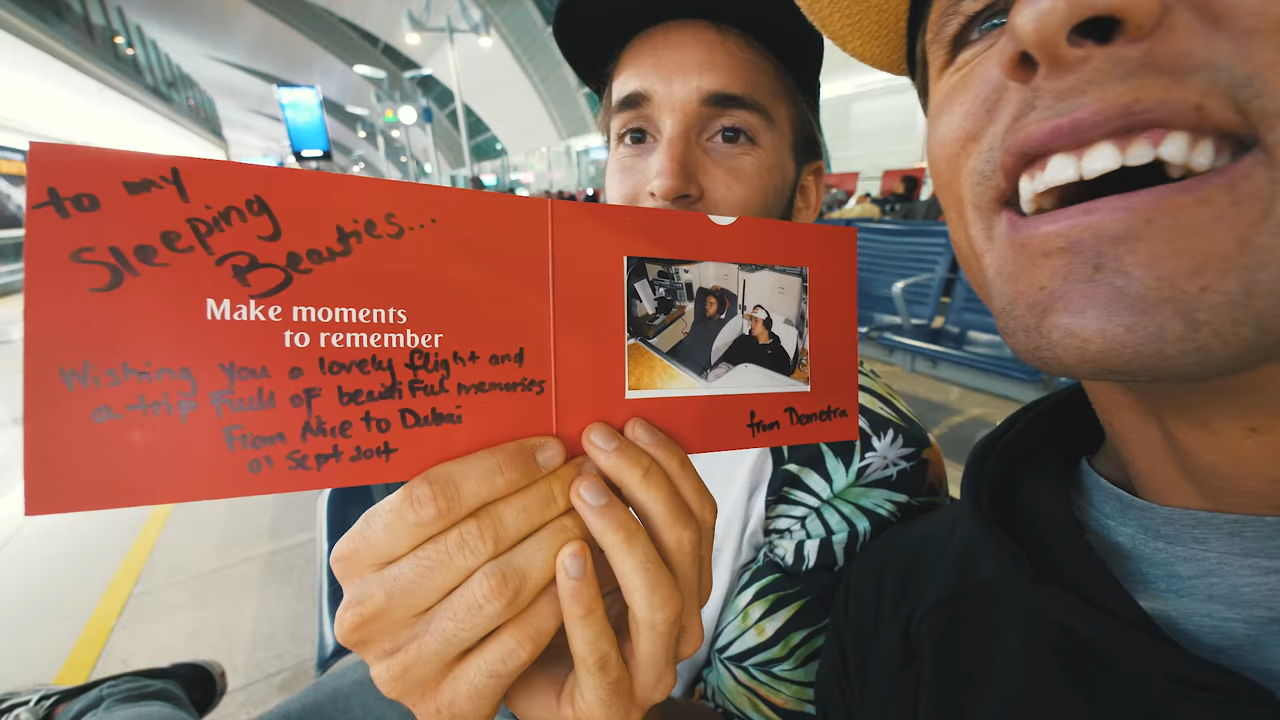 to my
Sleeping
Beauties...
Make moments
to remember
Wishing you a lovely flight and
a trip full of beautiful memories
From Nice to Dubai
01 Sept
from Demetra